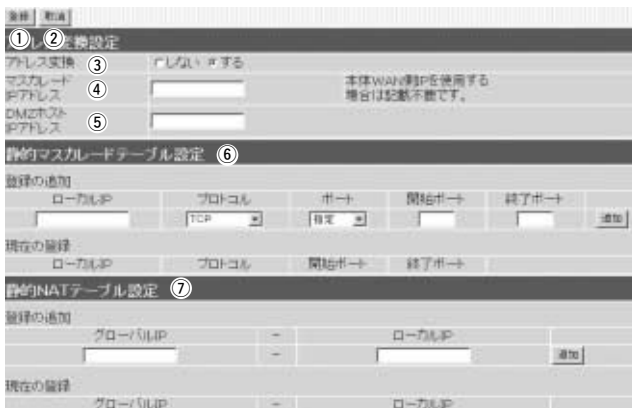 登録 取消
① ②
アドレス変換設定
アドレス変換 ③ しない する
マスカレード
IPアドレス ④ 本体WAN側IPを使用する
場合は記載不要です。
DMZホスト
IPアドレス ⑤
静的マスカレードテーブル設定 ⑥
登録の追加
ローカルIP プロトコル ポート 開始ポート 終了ポート
TCP 指定 追加
現在の登録
ローカルIP プロトコル 開始ポート 終了ポート
静的NATテーブル設定 ⑦
登録の追加
グローバルIP - ローカルIP
- 追加
現在の登録
グローバルIP - ローカルIP